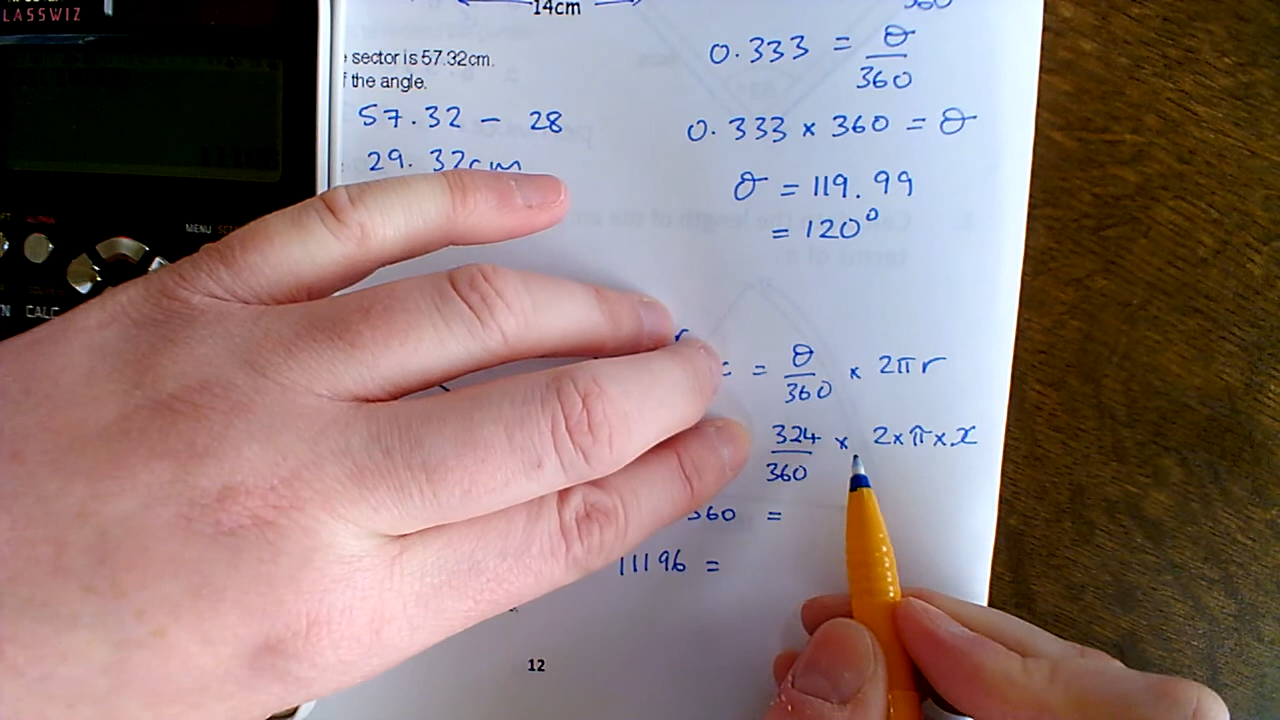 LASSWIZ
14cm
360
sector is 57.32cm.
the angle.
57.32 - 28
29.32cm
0.333 = θ/360
0.333 × 360 = θ
θ = 119.99
= 120°
MENU
CALC
= θ/360 × 2πr
324/360 × 2×π×x
360 =
11196 =
12